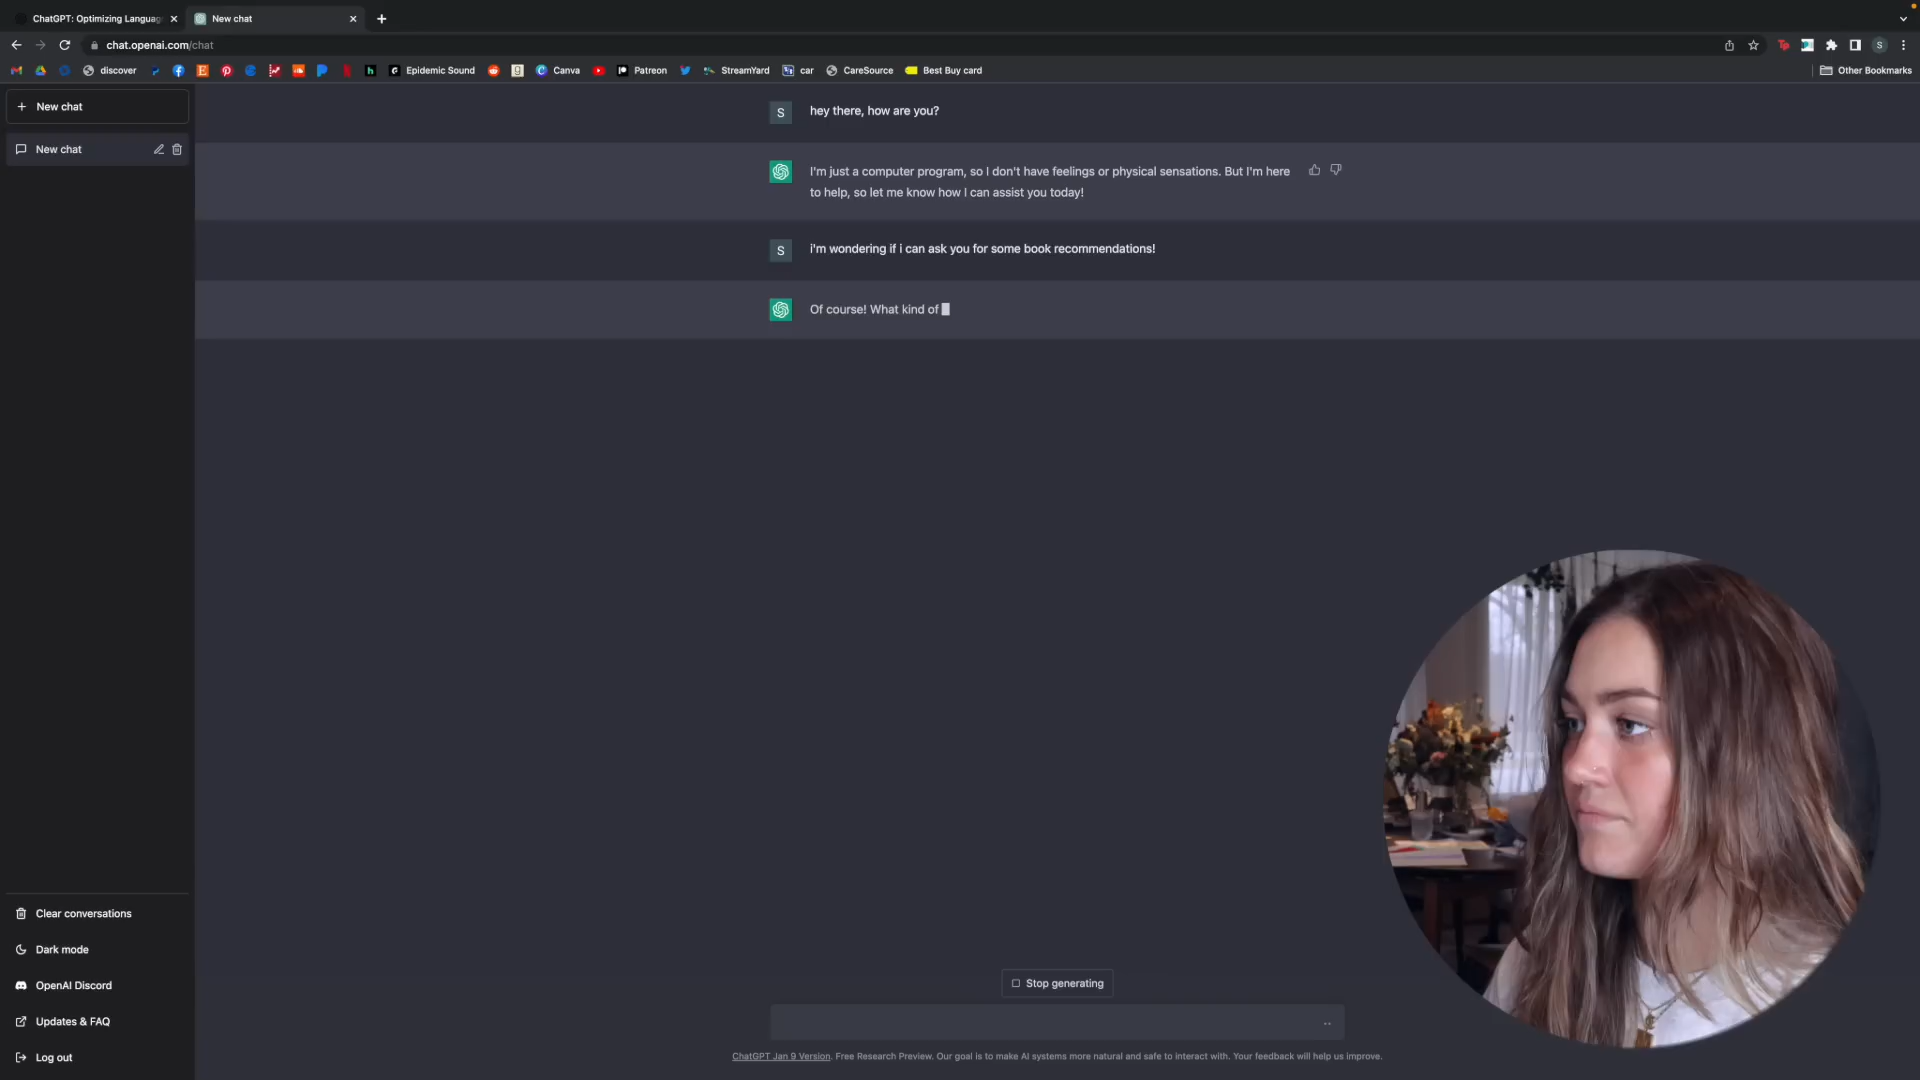 ChatGPT: Optimizing Languag
New chat
chat.openai.com/chat
S
discover
Epidemic Sound
Canva
Patreon
StreamYard
car
CareSource
Best Buy card
Other Bookmarks
New chat
New chat
S
hey there, how are you?
I'm just a computer program, so I don't have feelings or physical sensations. But I'm here
to help, so let me know how I can assist you today!
S
i'm wondering if i can ask you for some book recommendations!
Of course! What kind of
Clear conversations
Dark mode
OpenAI Discord
Updates & FAQ
Log out
Stop generating
ChatGPT Jan 9 Version. Free Research Preview. Our goal is to make AI systems more natural and safe to interact with. Your feedback will help us improve.